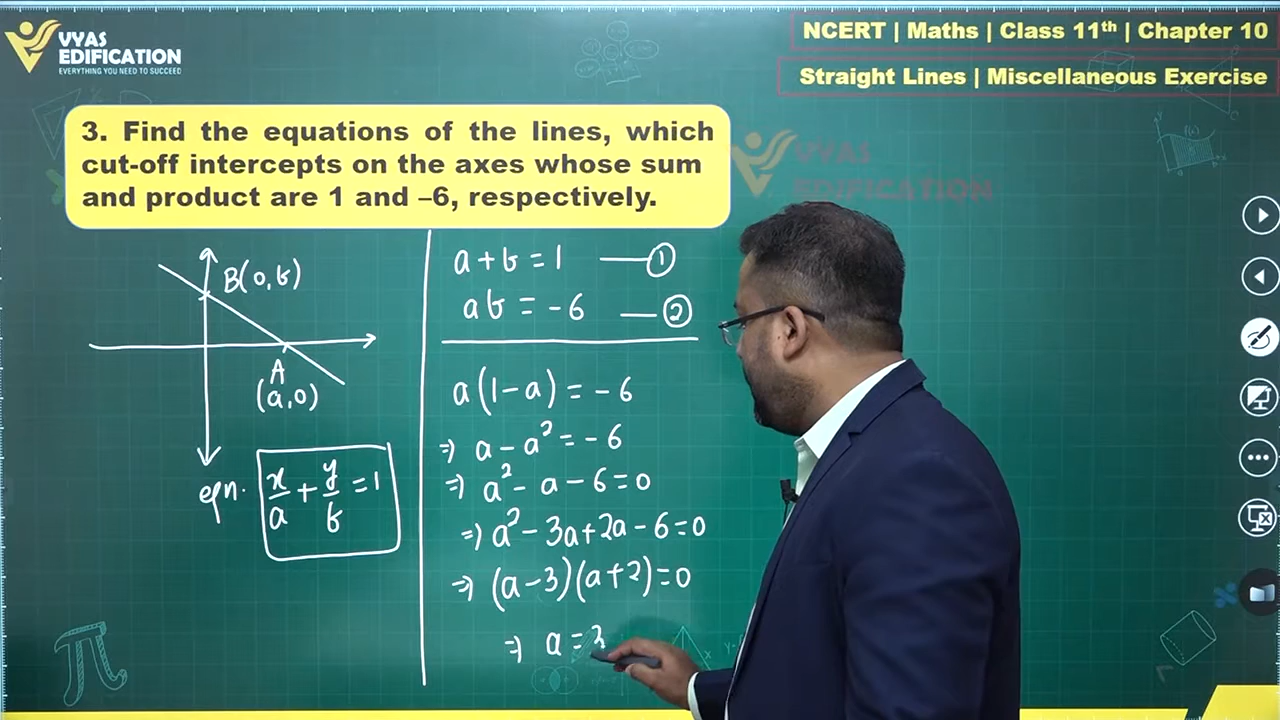 VYAS
EDIFICATION
EVERYTHING YOU NEED TO SUCCEED
NCERT | Maths | Class 11th | Chapter 10
Straight Lines | Miscellaneous Exercise
3. Find the equations of the lines, which
cut-off intercepts on the axes whose sum
and product are 1 and –6, respectively.
VYAS
EDIFICATION
B(0,b)
A
(a,0)
eqn. x/a + y/b = 1
a + b = 1 — ①
ab = -6 — ②
a(1-a) = -6
⇒ a - a² = -6
⇒ a² - a - 6 = 0
⇒ a² - 3a + 2a - 6 = 0
⇒ (a-3)(a+2) = 0
⇒ a = 3